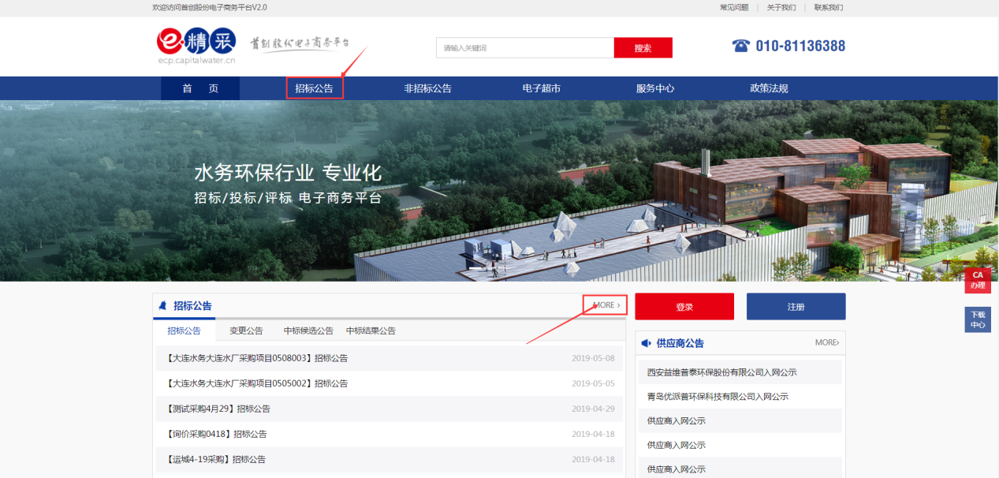 欢迎访问首创股份电子商务平台V2.0
常见问题 | 关于我们 | 联系我们
e精采
ecp.capitalwater.cn
首创股份电子商务平台
请输入关键词
搜索
010-81136388
首 页
招标公告
非招标公告
电子超市
服务中心
政策法规
水务环保行业 专业化
招标/投标/评标 电子商务平台
CA
办理
下载
中心
招标公告
MORE >
登录
注册
招标公告 变更公告 中标候选公告 中标结果公告
【大连水务大连水厂采购项目0508003】招标公告 2019-05-08
【大连水务大连水厂采购项目0505002】招标公告 2019-05-05
【测试采购4月29】招标公告 2019-04-29
【询价采购0418】招标公告 2019-04-18
【运城4-19采购】招标公告 2019-04-18
供应商公告 MORE>
西安益维普泰环保股份有限公司入网公示
青岛优派普环保科技有限公司入网公示
供应商入网公示
供应商入网公示
供应商入网公示